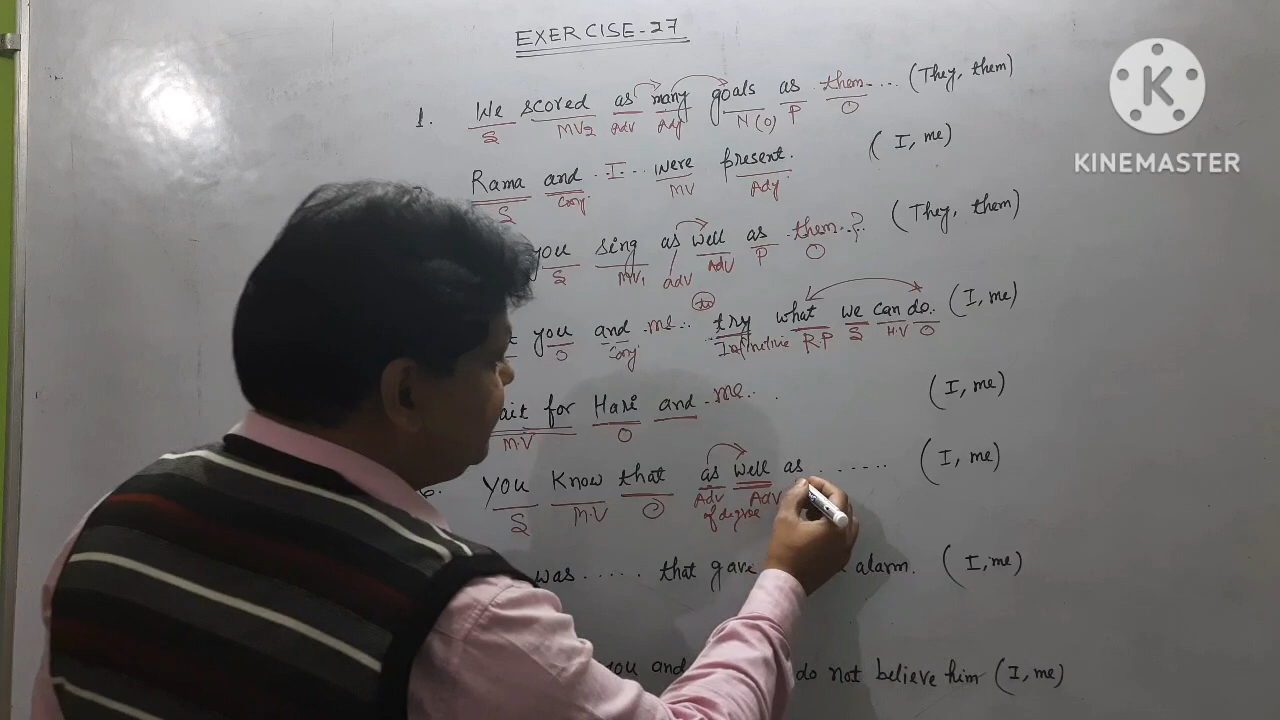 EXERCISE-27
1. We scored as many goals as them... (They, them)
S MV2 Adv Adj N(O) P O
Rama and ..I... were present. (I, me)
S Conj. MV Adj.
you sing as well as .them..? (They, them)
S MV1 adv Adv P O
you and .me... try what we can do. (I, me)
to
O Conj. Infinitive R.P S H.V O
for Hari and .me... (I, me)
M.V O
6. You know that as well as ....... (I, me)
S M.V O Adv of degree Adv
was ..... that gave alarm. (I, me)
you and do not believe him (I, me)
K
KINEMASTER